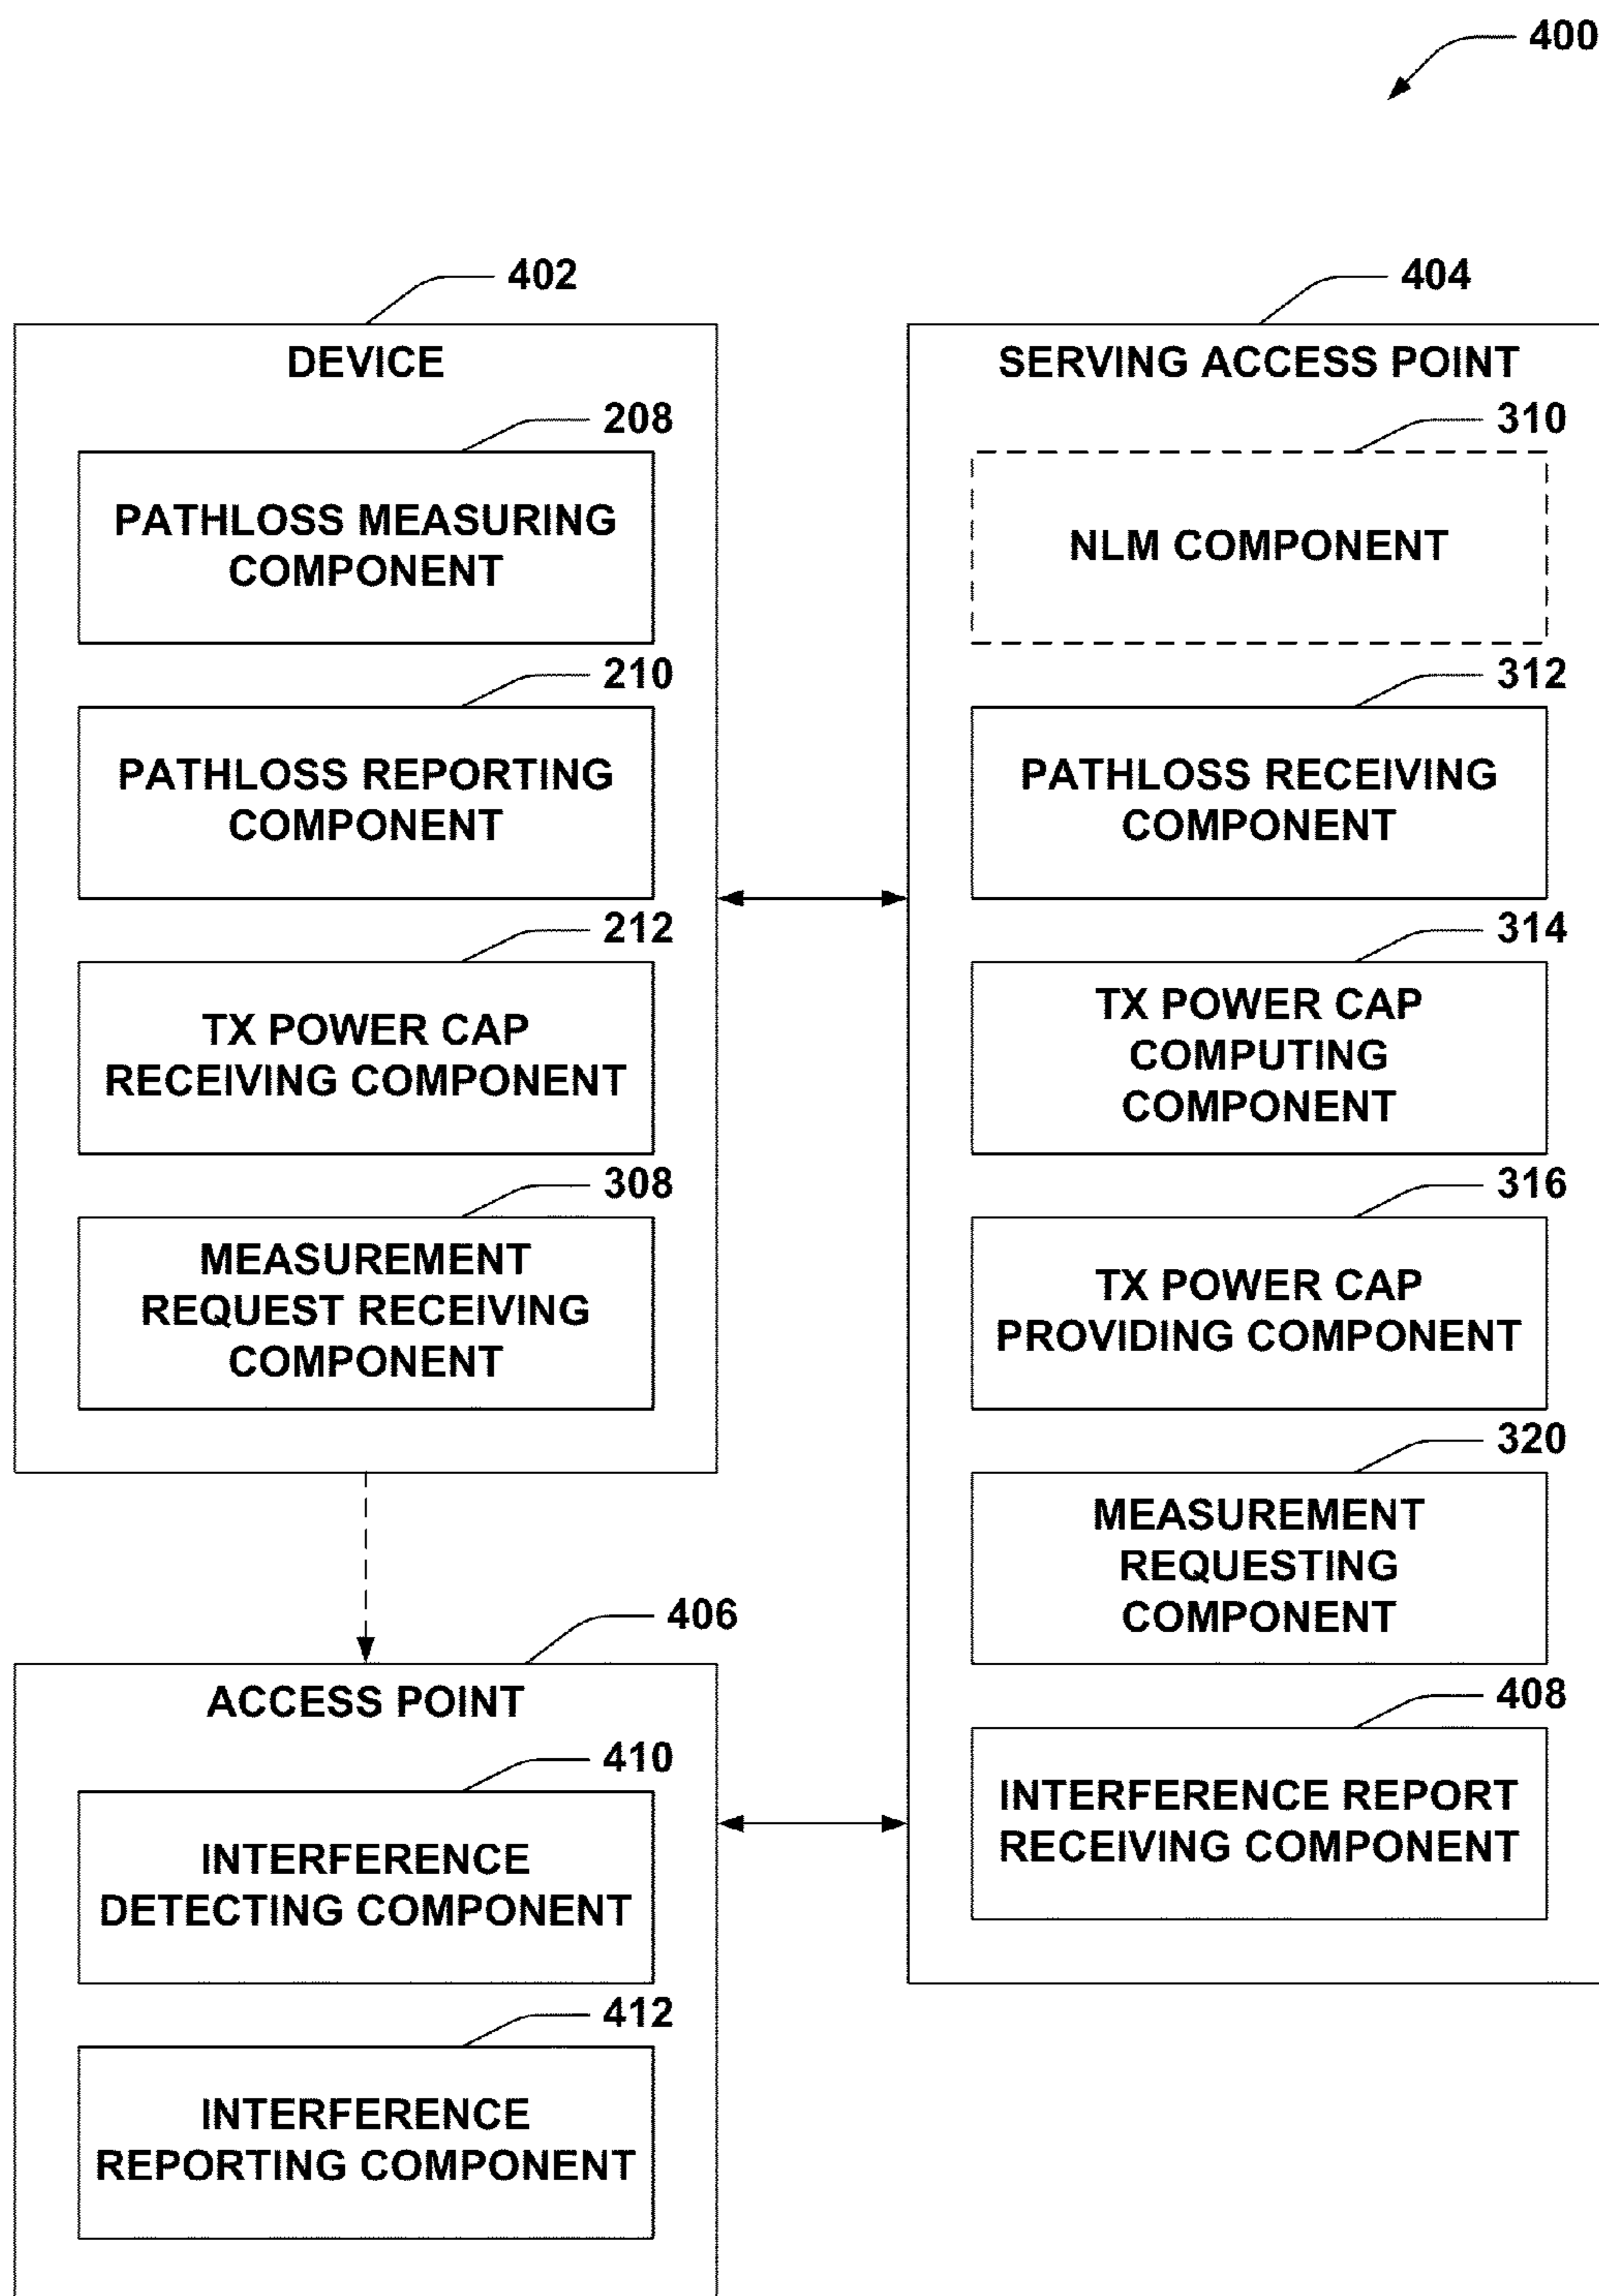 400
402
DEVICE
208
PATHLOSS MEASURING
COMPONENT
210
PATHLOSS REPORTING
COMPONENT
212
TX POWER CAP
RECEIVING COMPONENT
308
MEASUREMENT
REQUEST RECEIVING
COMPONENT
404
SERVING ACCESS POINT
310
NLM COMPONENT
312
PATHLOSS RECEIVING
COMPONENT
314
TX POWER CAP
COMPUTING
COMPONENT
316
TX POWER CAP
PROVIDING COMPONENT
320
MEASUREMENT
REQUESTING
COMPONENT
408
INTERFERENCE REPORT
RECEIVING COMPONENT
406
ACCESS POINT
410
INTERFERENCE
DETECTING COMPONENT
412
INTERFERENCE
REPORTING COMPONENT